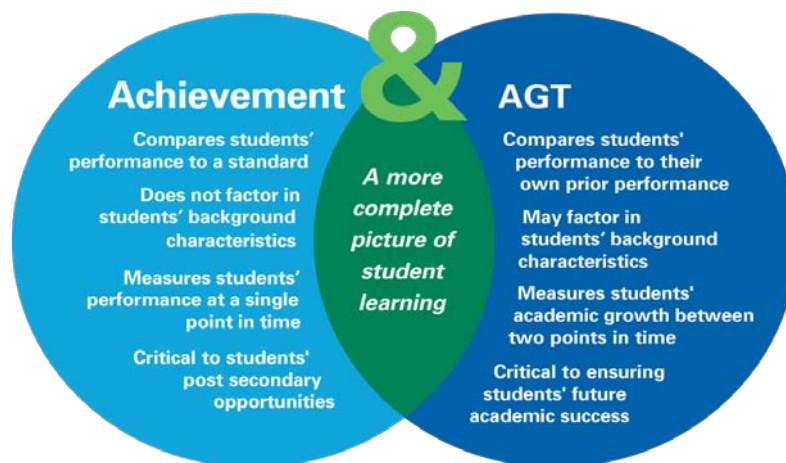 &
Achievement
Compares students’
performance to a standard
Does not factor in
students’ background
characteristics
Measures students’
performance at a single
point in time
Critical to students'
post secondary
opportunities
A more
complete
picture of
student
learning
AGT
Compares students'
performance to their
own prior performance
May factor in
students’ background
characteristics
Measures students'
academic growth between
two points in time
Critical to ensuring
students' future
academic success